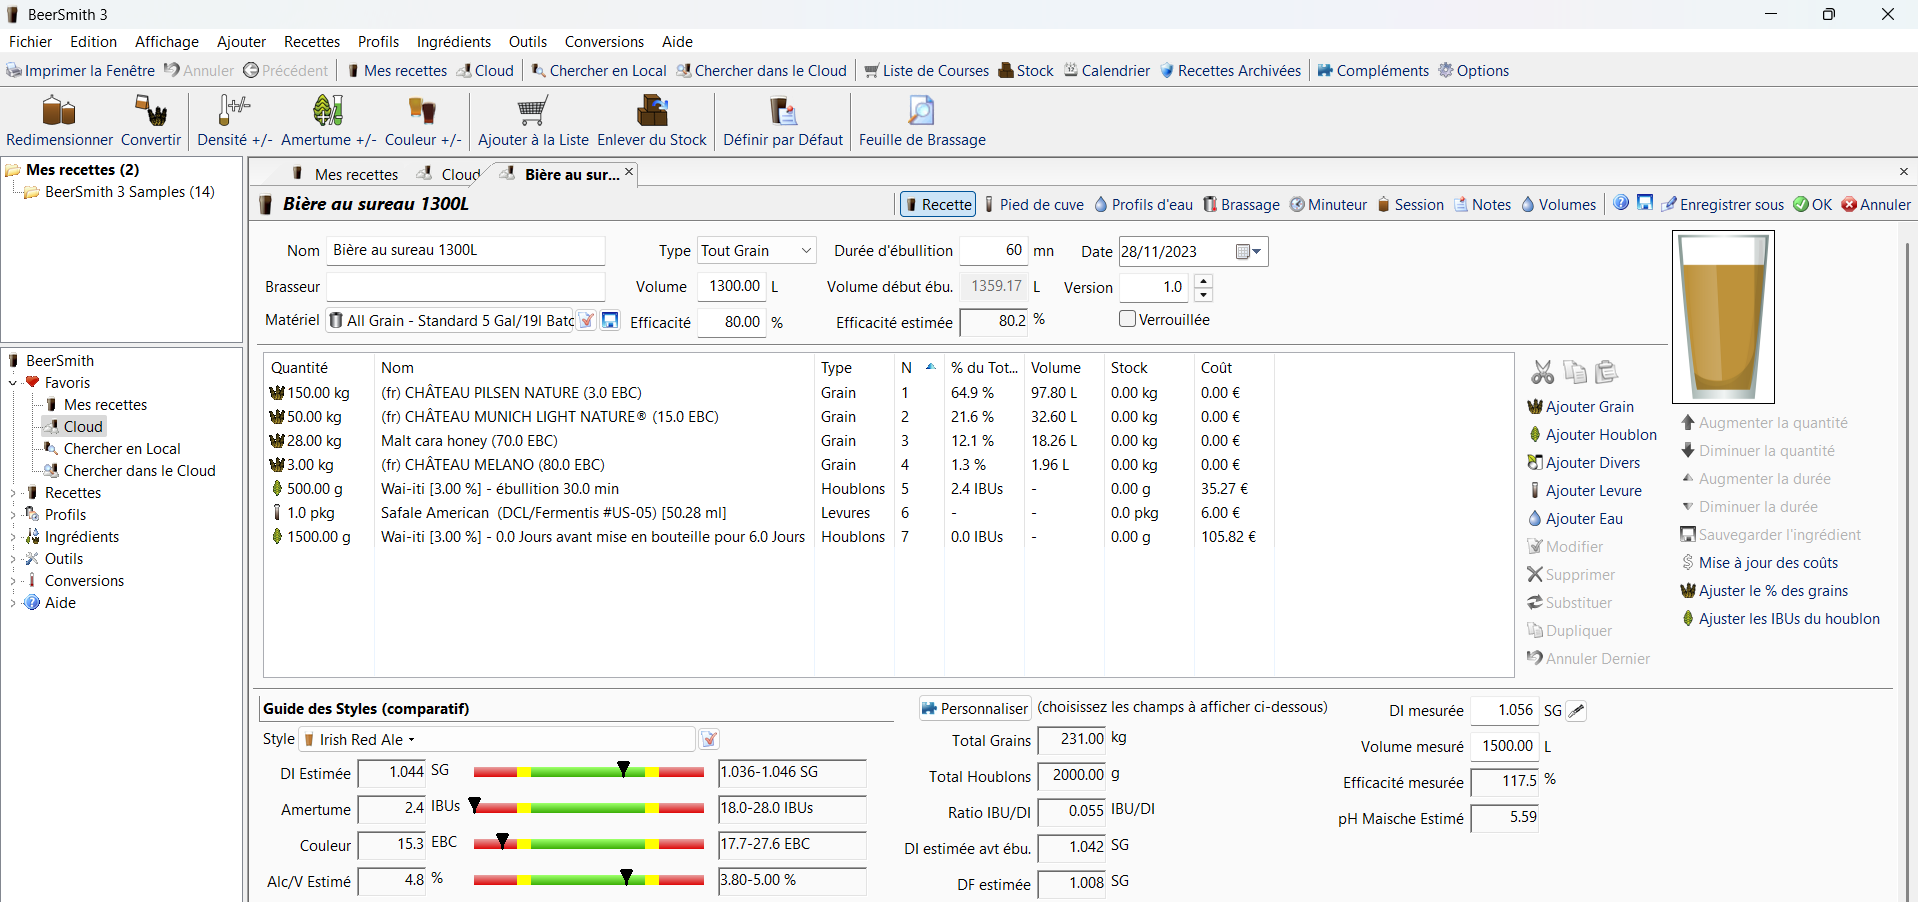 BeerSmith 3
Fichier Edition Affichage Ajouter Recettes Profils Ingrédients Outils Conversions Aide
Imprimer la Fenêtre Annuler Précédent Mes recettes Cloud Chercher en Local Chercher dans le Cloud Liste de Courses Stock Calendrier Recettes Archivées Compléments Options
Redimensionner Convertir Densité +/- Amertume +/- Couleur +/- Ajouter à la Liste Enlever du Stock Définir par Défaut Feuille de Brassage
Mes recettes (2)
BeerSmith 3 Samples (14)
BeerSmith
Favoris
Mes recettes
Cloud
Chercher en Local
Chercher dans le Cloud
Recettes
Profils
Ingrédients
Outils
Conversions
Aide
Mes recettes Cloud Bière au sur...
Bière au sureau 1300L
Recette Pied de cuve Profils d'eau Brassage Minuteur Session Notes Volumes Enregistrer sous OK Annuler
Nom Bière au sureau 1300L Type Tout Grain Durée d'ébullition 60 mn Date 28/11/2023
Brasseur Volume 1300.00 L Volume début ébu. 1359.17 L Version 1.0
Matériel All Grain - Standard 5 Gal/19l Batc Efficacité 80.00 % Efficacité estimée 80.2 % Verrouillée
Quantité Nom Type N % du Tot... Volume Stock Coût
150.00 kg (fr) CHÂTEAU PILSEN NATURE (3.0 EBC) Grain 1 64.9 % 97.80 L 0.00 kg 0.00 €
50.00 kg (fr) CHÂTEAU MUNICH LIGHT NATURE® (15.0 EBC) Grain 2 21.6 % 32.60 L 0.00 kg 0.00 €
28.00 kg Malt cara honey (70.0 EBC) Grain 3 12.1 % 18.26 L 0.00 kg 0.00 €
3.00 kg (fr) CHÂTEAU MELANO (80.0 EBC) Grain 4 1.3 % 1.96 L 0.00 kg 0.00 €
500.00 g Wai-iti [3.00 %] - ébullition 30.0 min Houblons 5 2.4 IBUs - 0.00 g 35.27 €
1.0 pkg Safale American (DCL/Fermentis #US-05) [50.28 ml] Levures 6 - - 0.0 pkg 6.00 €
1500.00 g Wai-iti [3.00 %] - 0.0 Jours avant mise en bouteille pour 6.0 Jours Houblons 7 0.0 IBUs - 0.00 g 105.82 €
Ajouter Grain
Ajouter Houblon
Ajouter Divers
Ajouter Levure
Ajouter Eau
Modifier
Supprimer
Substituer
Dupliquer
Annuler Dernier
Augmenter la quantité
Diminuer la quantité
Augmenter la durée
Diminuer la durée
Sauvegarder l'ingrédient
Mise à jour des coûts
Ajuster le % des grains
Ajuster les IBUs du houblon
Guide des Styles (comparatif)
Style Irish Red Ale
DI Estimée 1.044 SG 1.036-1.046 SG
Amertume 2.4 IBUs 18.0-28.0 IBUs
Couleur 15.3 EBC 17.7-27.6 EBC
Alc/V Estimé 4.8 % 3.80-5.00 %
Personnaliser (choisissez les champs à afficher ci-dessous)
Total Grains 231.00 kg
Total Houblons 2000.00 g
Ratio IBU/DI 0.055 IBU/DI
DI estimée avt ébu. 1.042 SG
DF estimée 1.008 SG
DI mesurée 1.056 SG
Volume mesuré 1500.00 L
Efficacité mesurée 117.5 %
pH Maische Estimé 5.59